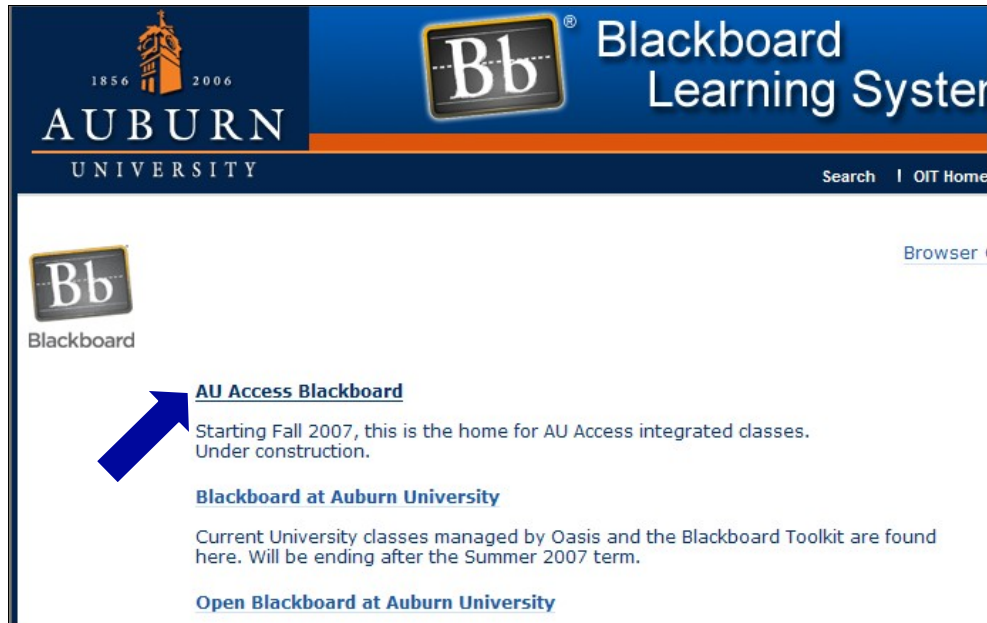 1856 2006
AUBURN
UNIVERSITY
Bb
®
Blackboard
Learning
Search | OIT Home
Browser
Bb
Blackboard
AU Access Blackboard
Starting Fall 2007, this is the home for AU Access integrated classes.
Under construction.
Blackboard at Auburn University
Current University classes managed by Oasis and the Blackboard Toolkit are found
here. Will be ending after the Summer 2007 term.
Open Blackboard at Auburn University